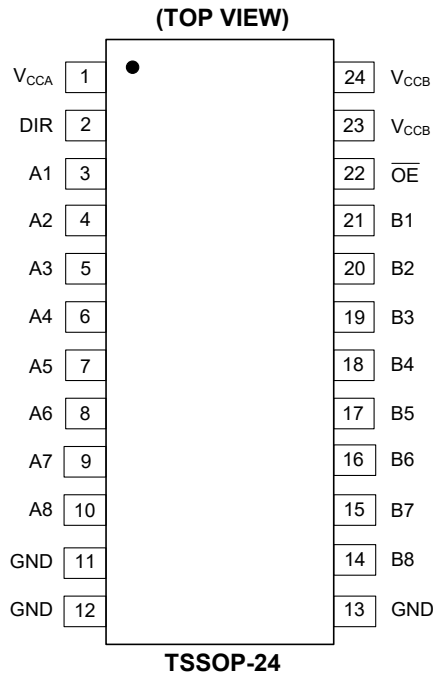 (TOP VIEW)
VCCA 1 24 VCCB
DIR 2 23 VCCB
A1 3 22 O̅E̅
A2 4 21 B1
A3 5 20 B2
A4 6 19 B3
A5 7 18 B4
A6 8 17 B5
A7 9 16 B6
A8 10 15 B7
GND 11 14 B8
GND 12 13 GND
TSSOP-24